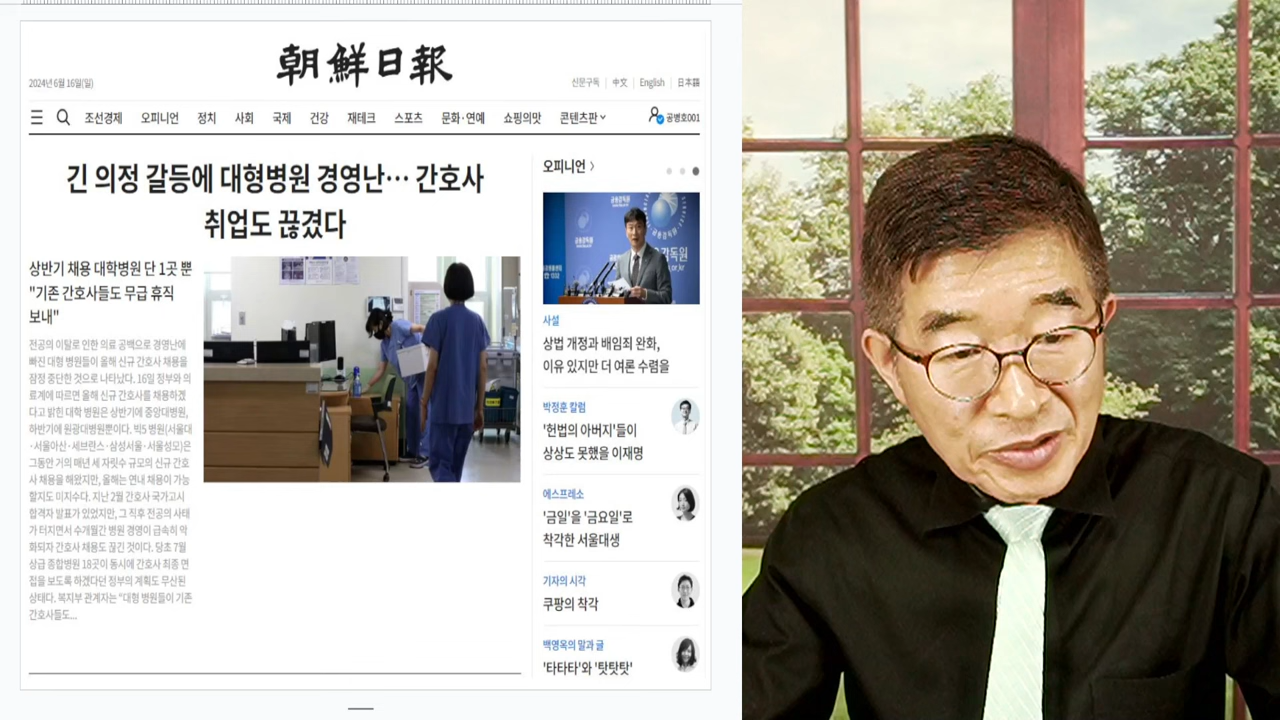 朝鮮日報
2024년 6월 16일(일)
신문구독 中文 English 日本語
조선경제 오피니언 정치 사회 국제 건강 재테크 스포츠 문화·연예 쇼핑의맛 콘텐츠판
공병호001
긴 의정 갈등에 대형병원 경영난… 간호사
취업도 끊겼다
상반기 채용 대학병원 단 1곳 뿐
"기존 간호사들도 무급 휴직
보내"
전공의 이탈로 인한 의료 공백으로 경영난에
빠진 대형 병원들이 올해 신규 간호사 채용을
잠정 중단한 것으로 나타났다. 16일 정부와 의
료계에 따르면 올해 신규 간호사를 채용하겠
다고 밝힌 대학 병원은 상반기에 중앙대병원,
하반기에 원광대병원뿐이다. 빅5 병원(서울대
·서울아산·세브란스·삼성서울·서울성모)은
그동안 거의 매년 세 자릿수 규모의 신규 간호
사 채용을 해왔지만, 올해는 연내 채용이 가능
할지도 미지수다. 지난 2월 간호사 국가고시
합격자 발표가 있었지만, 그 직후 전공의 사태
가 터지면서 수개월간 병원 경영이 급속히 악
화되자 간호사 채용도 끊긴 것이다. 당초 7월
상급 종합병원 18곳이 동시에 간호사 최종 면
접을 보도록 하겠다던 정부의 계획도 무산된
상태다. 복지부 관계자는 “대형 병원들이 기존
간호사들도...
오피니언 〉
금융감독원
금융감독원
감독원
사설
상법 개정과 배임죄 완화,
이유 있지만 더 여론 수렴을
박정훈 칼럼
'헌법의 아버지'들이
상상도 못했을 이재명
에스프레소
'금일'을 '금요일'로
착각한 서울대생
기자의 시각
쿠팡의 착각
백영옥의 말과 글
'타타타'와 '탓탓탓'